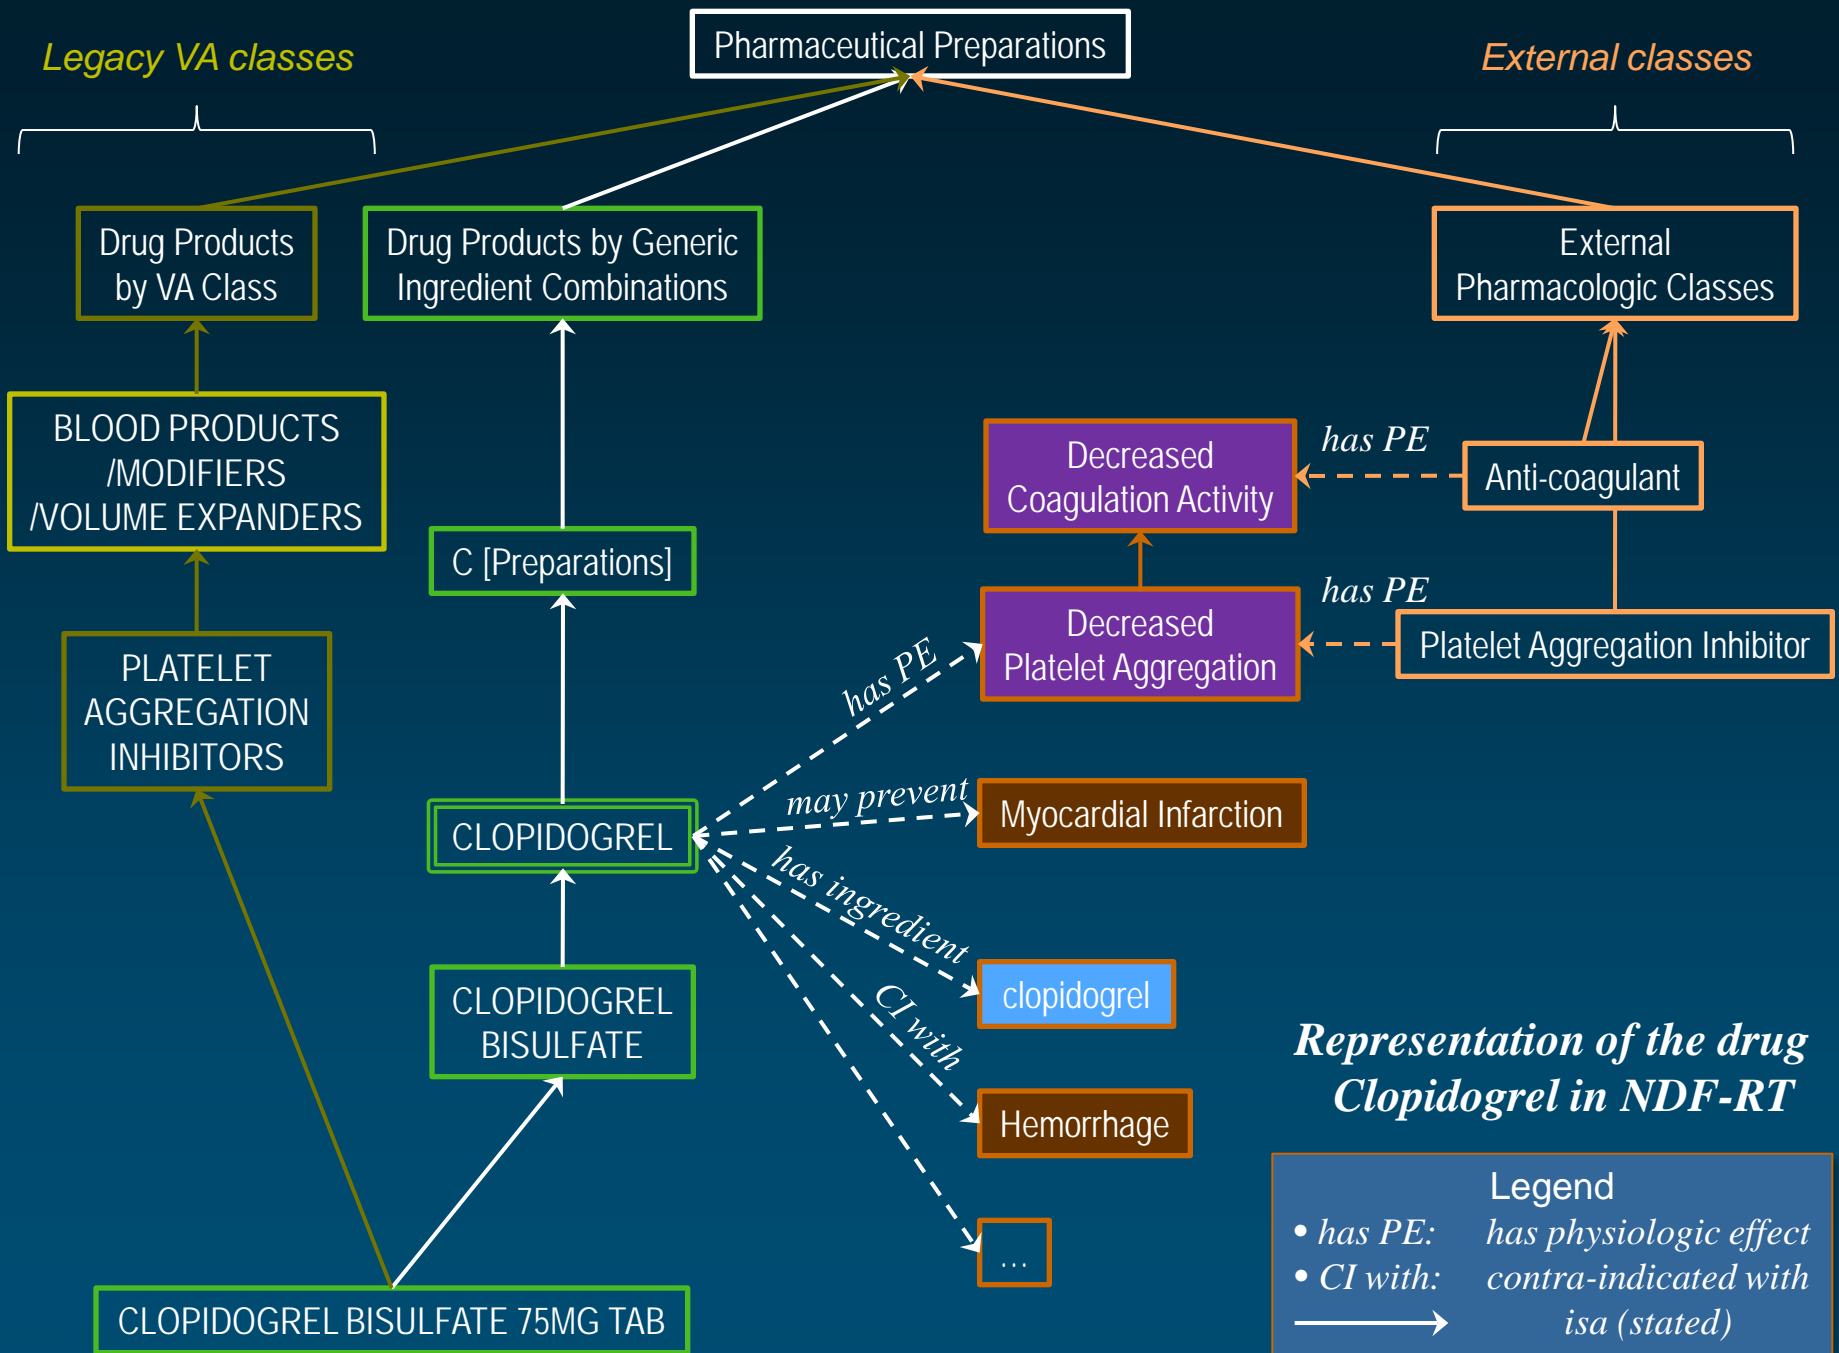 Pharmaceutical Preparations
Legacy VA classes
External classes
Drug Products
by VA Class
Drug Products by Generic
Ingredient Combinations
External
Pharmacologic Classes
BLOOD PRODUCTS
/MODIFIERS
/VOLUME EXPANDERS
Decreased
Coagulation Activity
has PE
Anti-coagulant
C [Preparations]
Decreased
Platelet Aggregation
has PE
Platelet Aggregation Inhibitor
PLATELET
AGGREGATION
INHIBITORS
has PE
may prevent
Myocardial Infarction
CLOPIDOGREL
has ingredient
clopidogrel
CLOPIDOGREL
BISULFATE
CI with
Hemorrhage
…
CLOPIDOGREL BISULFATE 75MG TAB
Representation of the drug
Clopidogrel in NDF-RT
Legend
• has PE: has physiologic effect
• CI with: contra-indicated with
isa (stated)